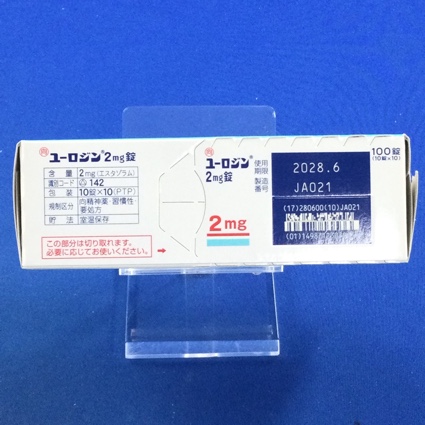 向 ユーロジン 2mg錠
含 量 2mg(エスタゾラム)
識別コード 142
包 装 10錠×10(PTP)
規制区分 向精神薬 習慣性
要処方
貯 法 室温保存
この部分は切り取れます。
必要に応じてお使いください。
向
ユーロジン
2mg錠
2mg
使用
期限
製造
番号
2028.6
JA021
(17)280600(10)JA021
100錠
(10錠×10)